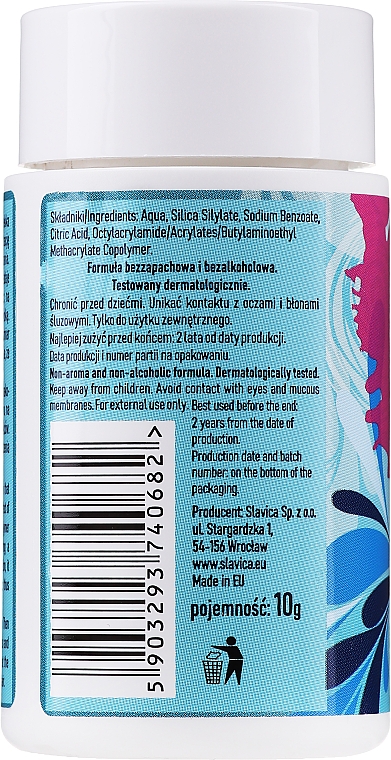 Składniki/Ingredients: Aqua, Silica Silylate, Sodium Benzoate,
Citric Acid, Octylacrylamide/Acrylates/Butylaminoethyl
Methacrylate Copolymer.
Formuła bezzapachowa i bezalkoholowa.
Testowany dermatologicznie.
Chronić przed dziećmi. Unikać kontaktu z oczami i błonami
śluzowymi. Tylko do użytku zewnętrznego.
Najlepiej zużyć przed końcem: 2 lata od daty produkcji.
Data produkcji i numer partii na opakowaniu.
Non-aroma and non-alcoholic formula. Dermatologically tested.
Keep away from children. Avoid contact with eyes and mucous
membranes. For external use only.
Best used before the end:
2 years from the date of
production.
Production date and batch
number: on the bottom of the
packaging.
Producent: Slavica Sp. z o.o.
ul. Stargardzka 1,
54-156 Wrocław
www.slavica.eu
Made in EU
pojemność: 10g
5 903293 740682 >